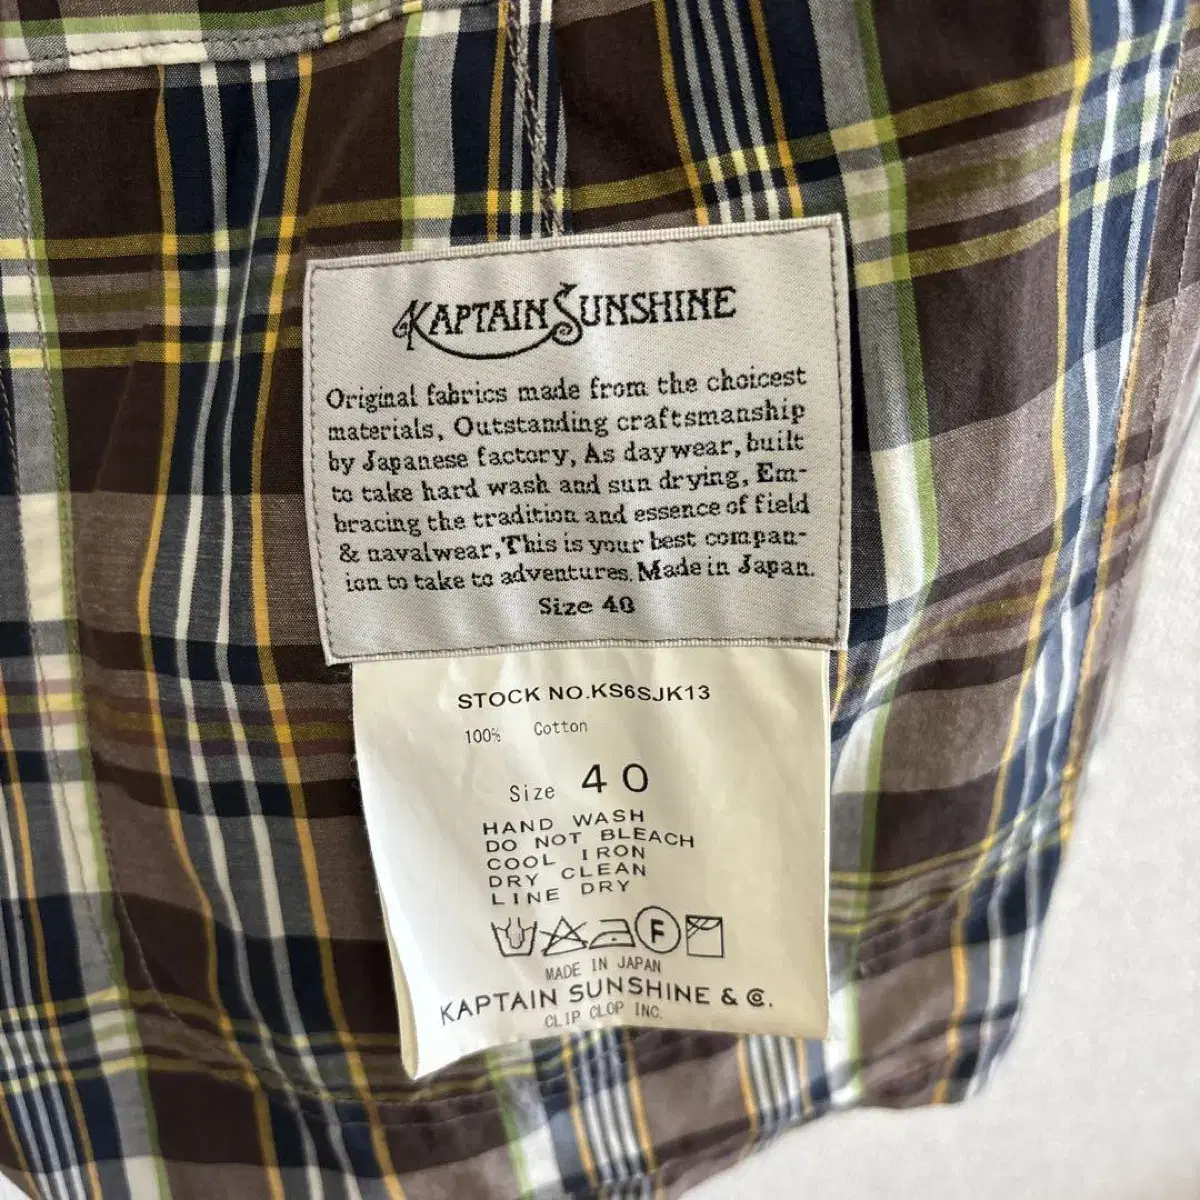 KAPTAIN SUNSHINE
Original fabrics made from the choicest
materials, Outstanding craftsmanship
by Japanese factory, As daywear, built
to take hard wash and sun drying, Em-
bracing the tradition and essence of field
& navalwear, This is your best compan-
ion to take to adventures. Made in Japan.
Size 40
STOCK NO.KS6SJK13
100% Cotton
Size 40
HAND WASH
DO NOT BLEACH
COOL IRON
DRY CLEAN
LINE DRY
F
MADE IN JAPAN
KAPTAIN SUNSHINE & Co.
CLIP CLOP INC.